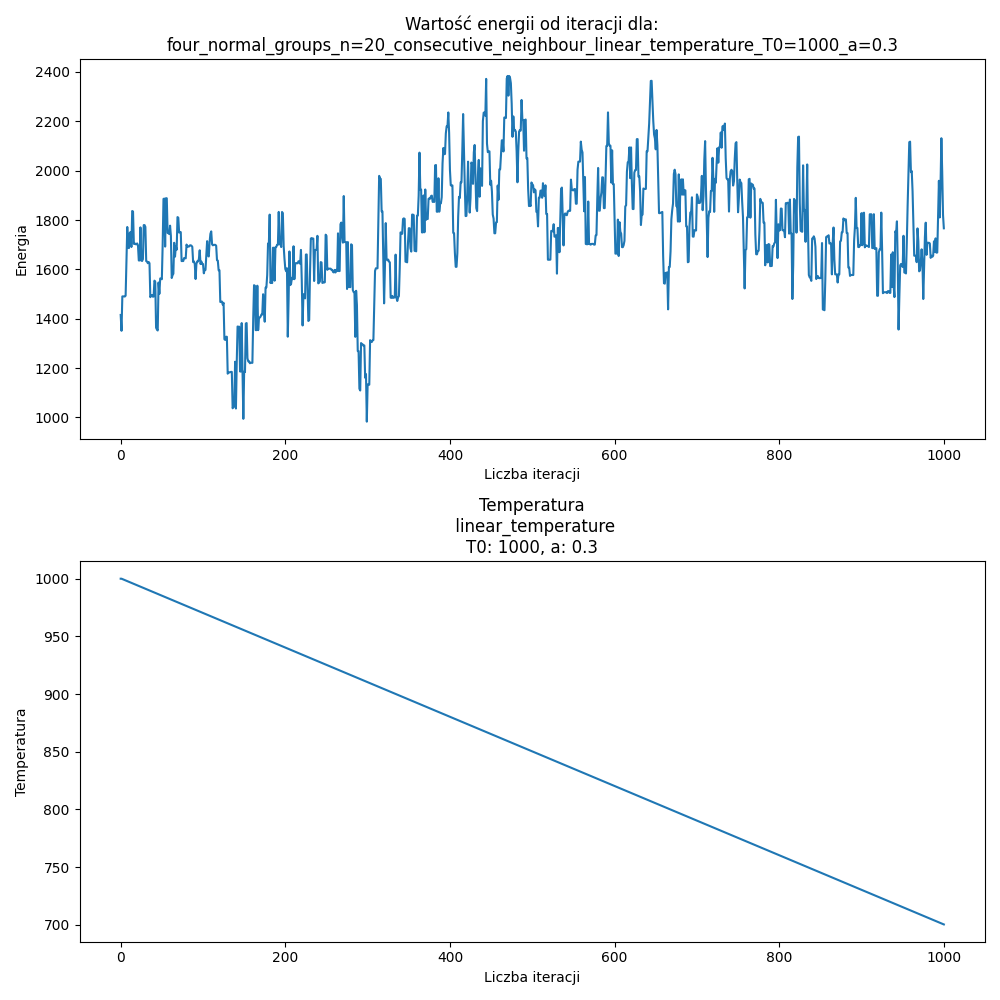 Wartość energii od iteracji dla:
four_normal_groups_n=20_consecutive_neighbour_linear_temperature_T0=1000_a=0.3
2400
2200
2000
1800
1600
1400
1200
1000
Energia
0 200 400 600 800 1000
Liczba iteracji
Temperatura
linear_temperature
T0: 1000, a: 0.3
1000
950
900
850
800
750
700
Temperatura
0 200 400 600 800 1000
Liczba iteracji